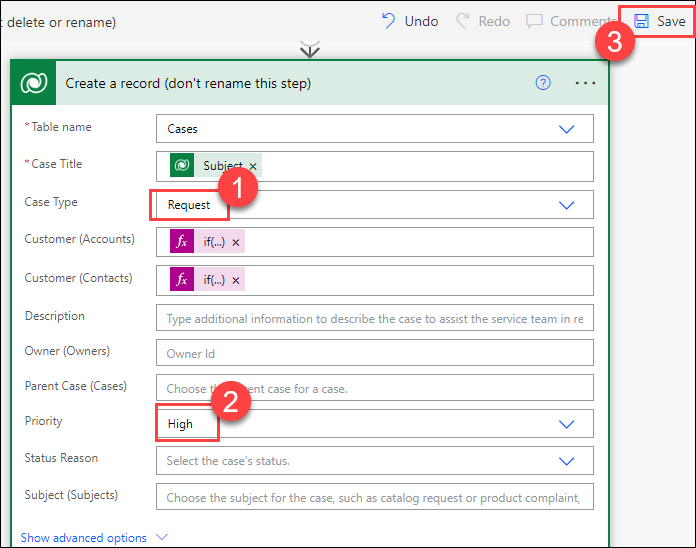 delete or rename)
Undo
Redo
Comments
Save
3
Create a record (don't rename this step)
?
* Table name
Cases
* Case Title
Subject
1
Case Type
Request
Customer (Accounts)
fx if(...) ×
Customer (Contacts)
fx if(...) ×
Description
Type additional information to describe the case to assist the service team in re
Owner (Owners)
Owner Id
Parent Case (Cases)
Choose the parent case for a case.
2
Priority
High
Status Reason
Select the case's status.
Subject (Subjects)
Choose the subject for the case, such as catalog request or product complaint,
Show advanced options